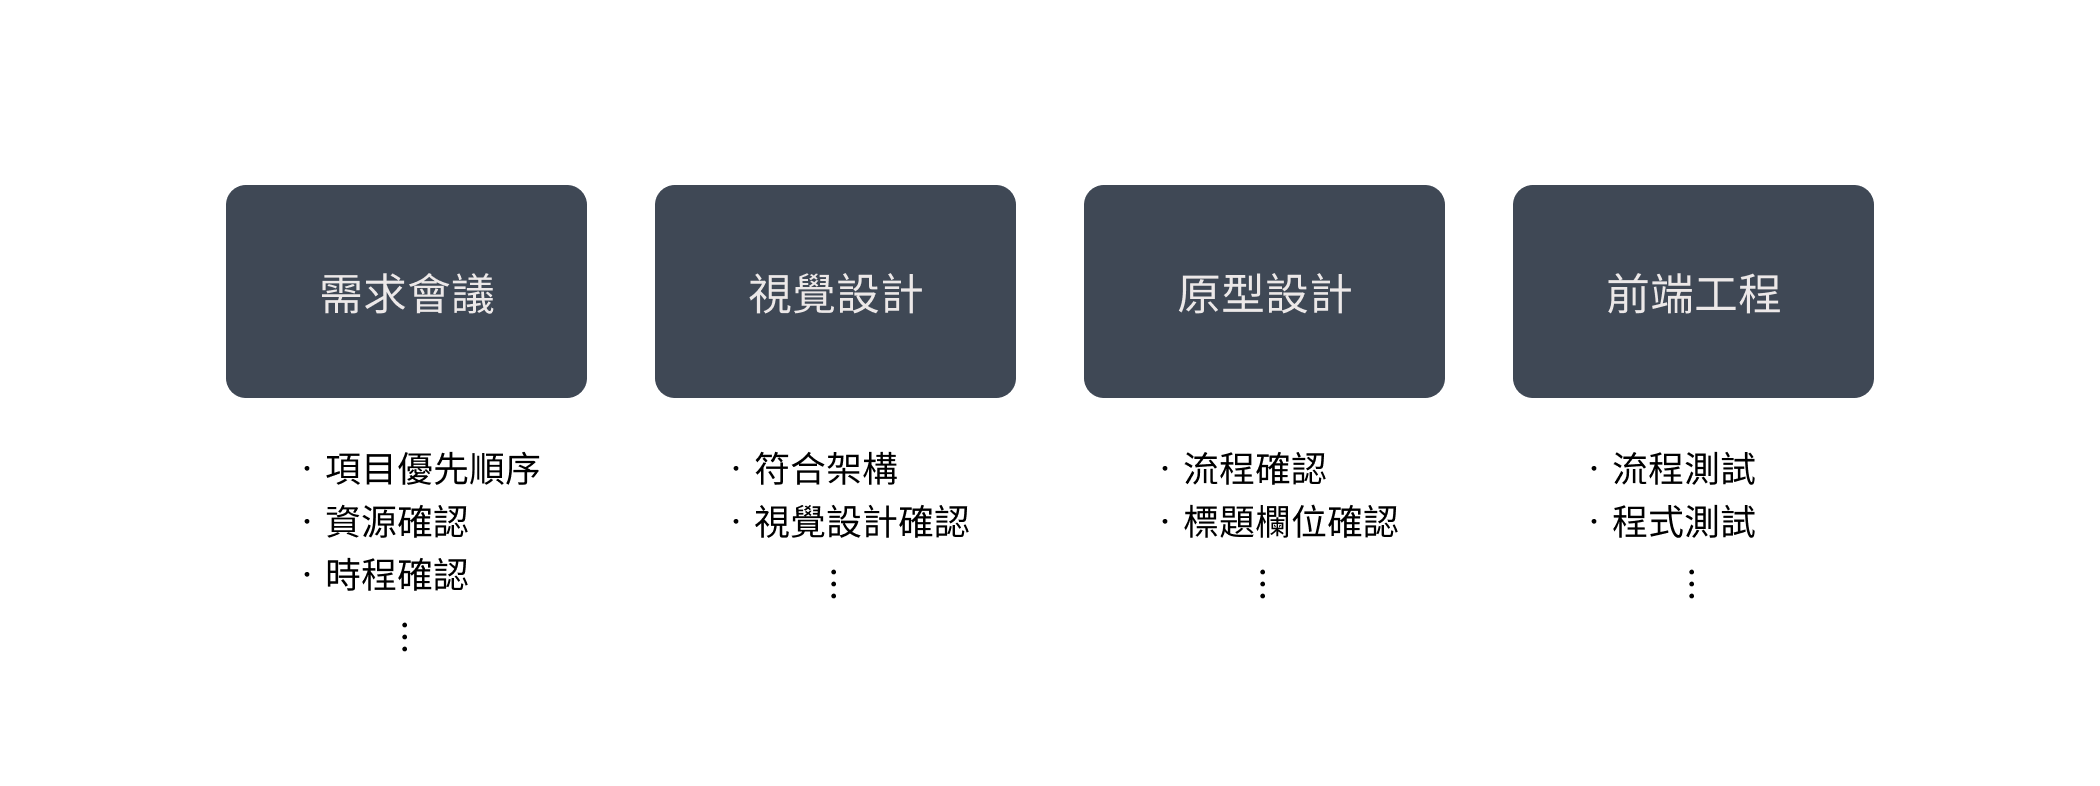 需求會議
・項目優先順序
・資源確認
・時程確認
⋮
視覺設計
・符合架構
・視覺設計確認
⋮
原型設計
・流程確認
・標題欄位確認
⋮
前端工程
・流程測試
・程式測試
⋮